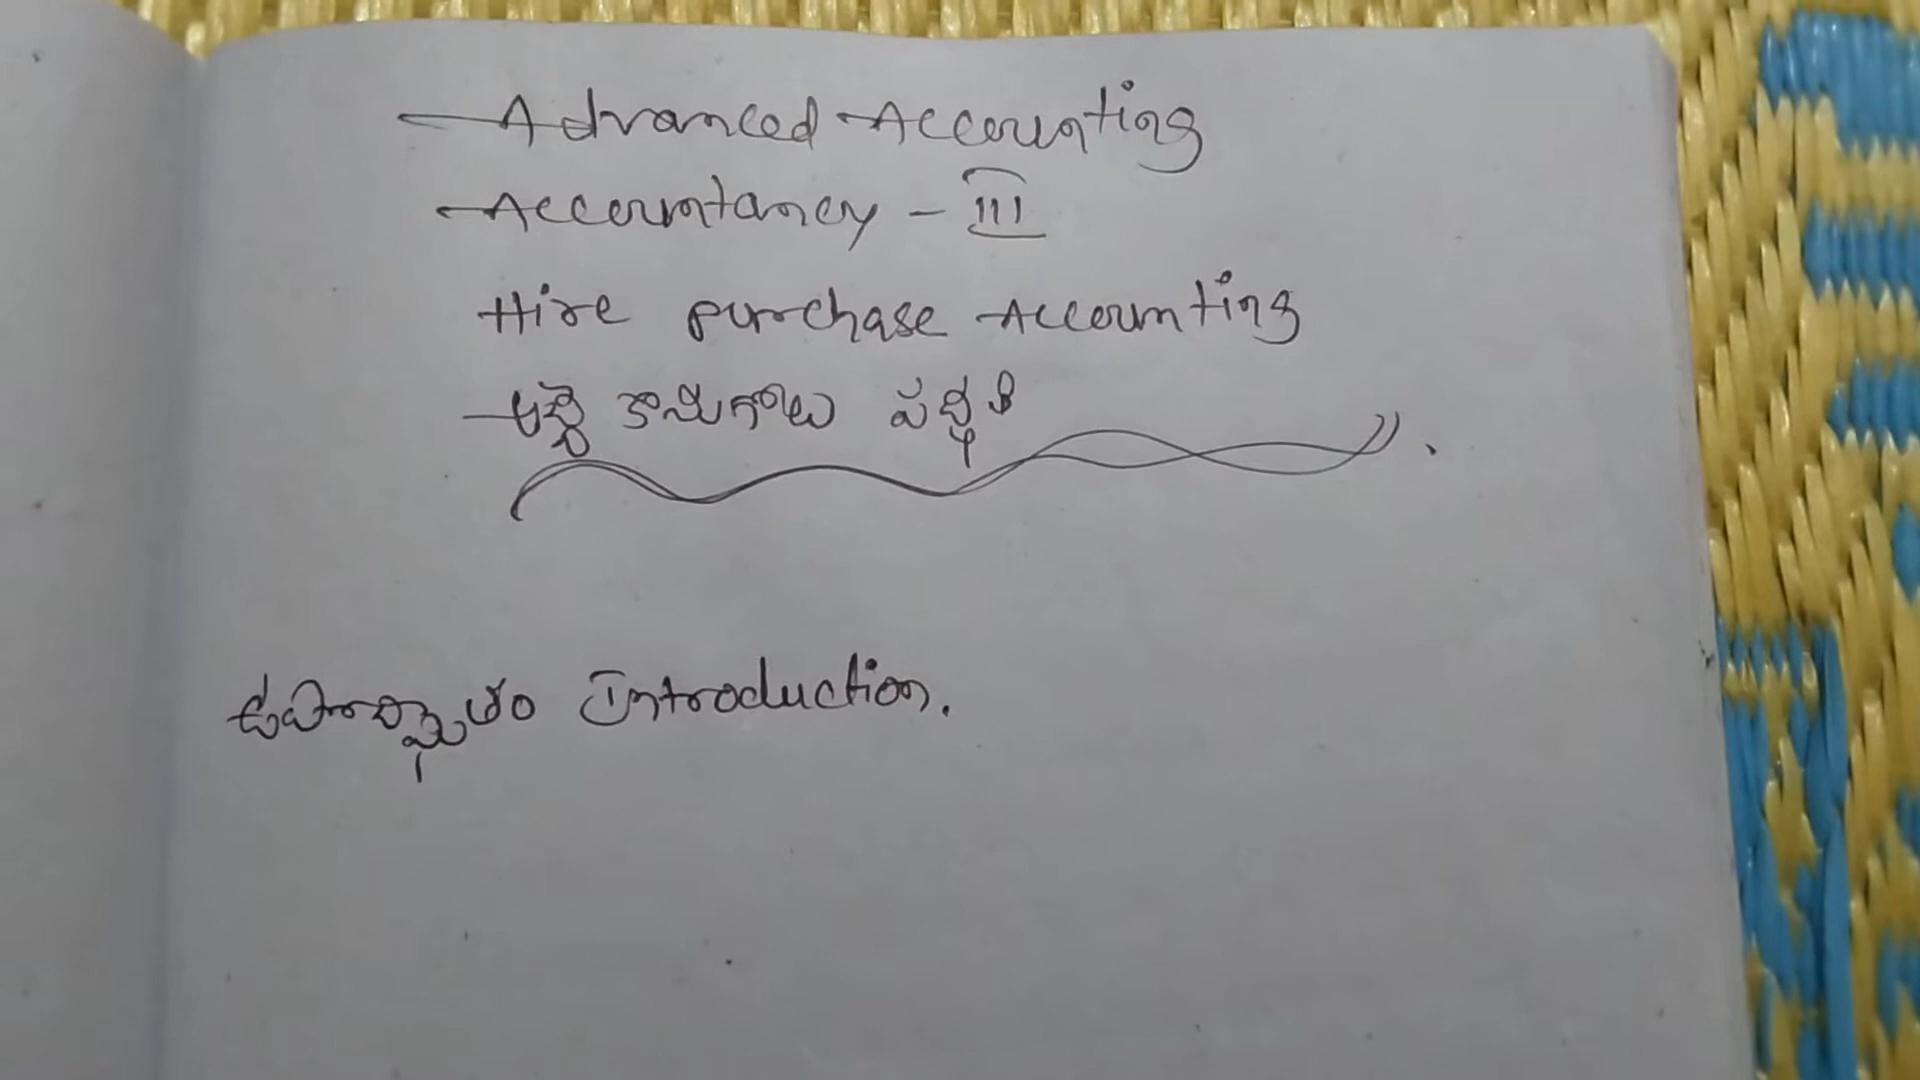 Advanced Accounting
Accountancy - III
Hire purchase Accounting
అద్దె కొనుగోలు పద్ధతి
ఉపోద్ఘాతం Introduction.